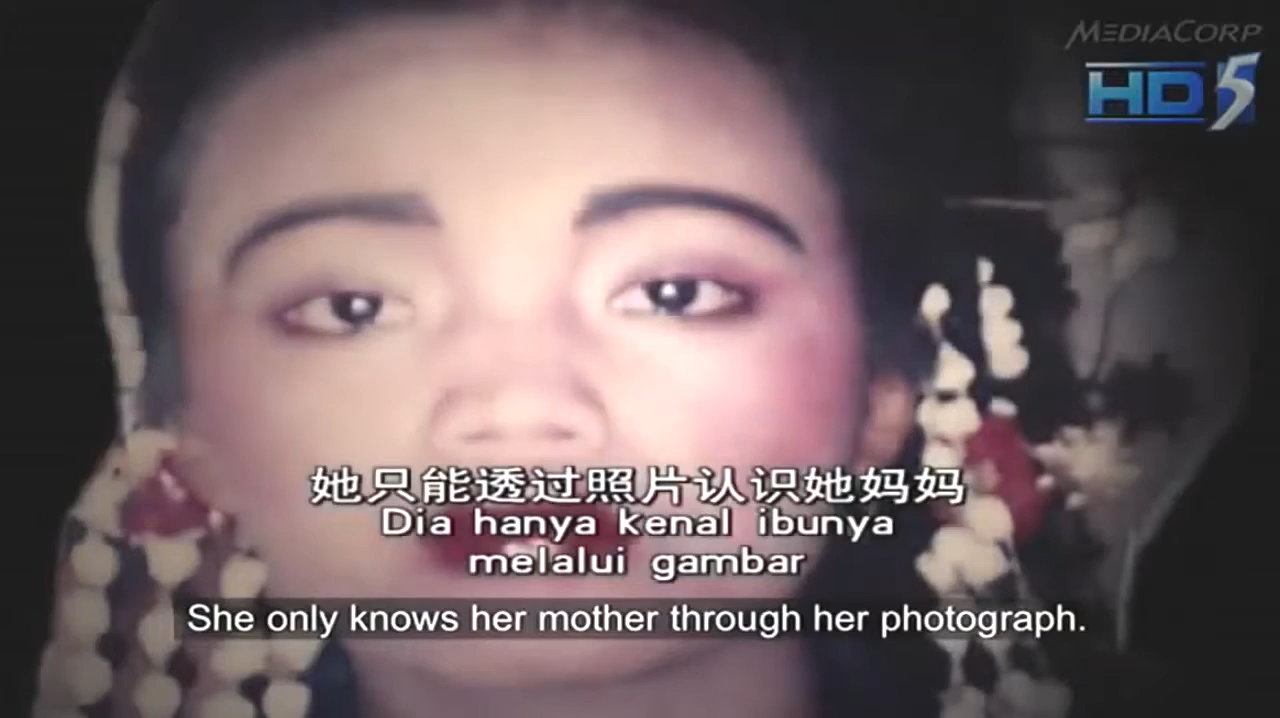 MEDIACORP
HD5
她只能透过照片认识她妈妈
Dia hanya kenal ibunya
melalui gambar
She only knows her mother through her photograph.